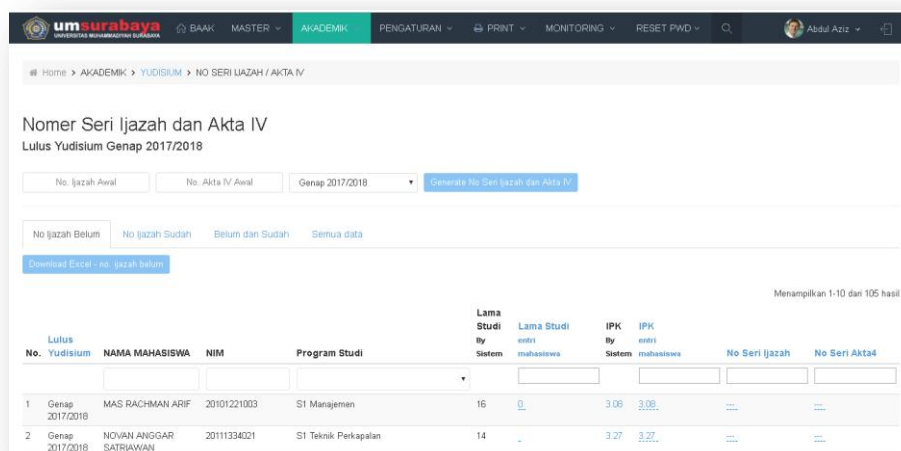 umsurabaya
UNIVERSITAS MUHAMMADIYAH SURABAYA
BAAK MASTER AKADEMIK PENGATURAN PRINT MONITORING RESET PWD Abdul Aziz
Home > AKADEMIK > YUDISIUM > NO SERI IJAZAH / AKTA IV
Nomer Seri Ijazah dan Akta IV
Lulus Yudisium Genap 2017/2018
No. Ijazah Awal No. Akta IV Awal Genap 2017/2018 Generate No Seri Ijazah dan Akta IV
No Ijazah Belum No Ijazah Sudah Belum dan Sudah Semua data
Download Excel - no. ijazah belum
Menampilkan 1-10 dari 105 hasil
No. Lulus Yudisium NAMA MAHASISWA NIM Program Studi Lama Studi By Sistem Lama Studi entri mahasiswa IPK By Sistem IPK entri mahasiswa No Seri Ijazah No Seri Akta4
1 Genap 2017/2018 MAS RACHMAN ARIF 20101221003 S1 Manajemen 16 0 3.08 3.08 --- ---
2 Genap 2017/2018 NOVAN ANGGAR SATRIAWAN 20111334021 S1 Teknik Perkapalan 14 - 3.27 3.27 --- ---